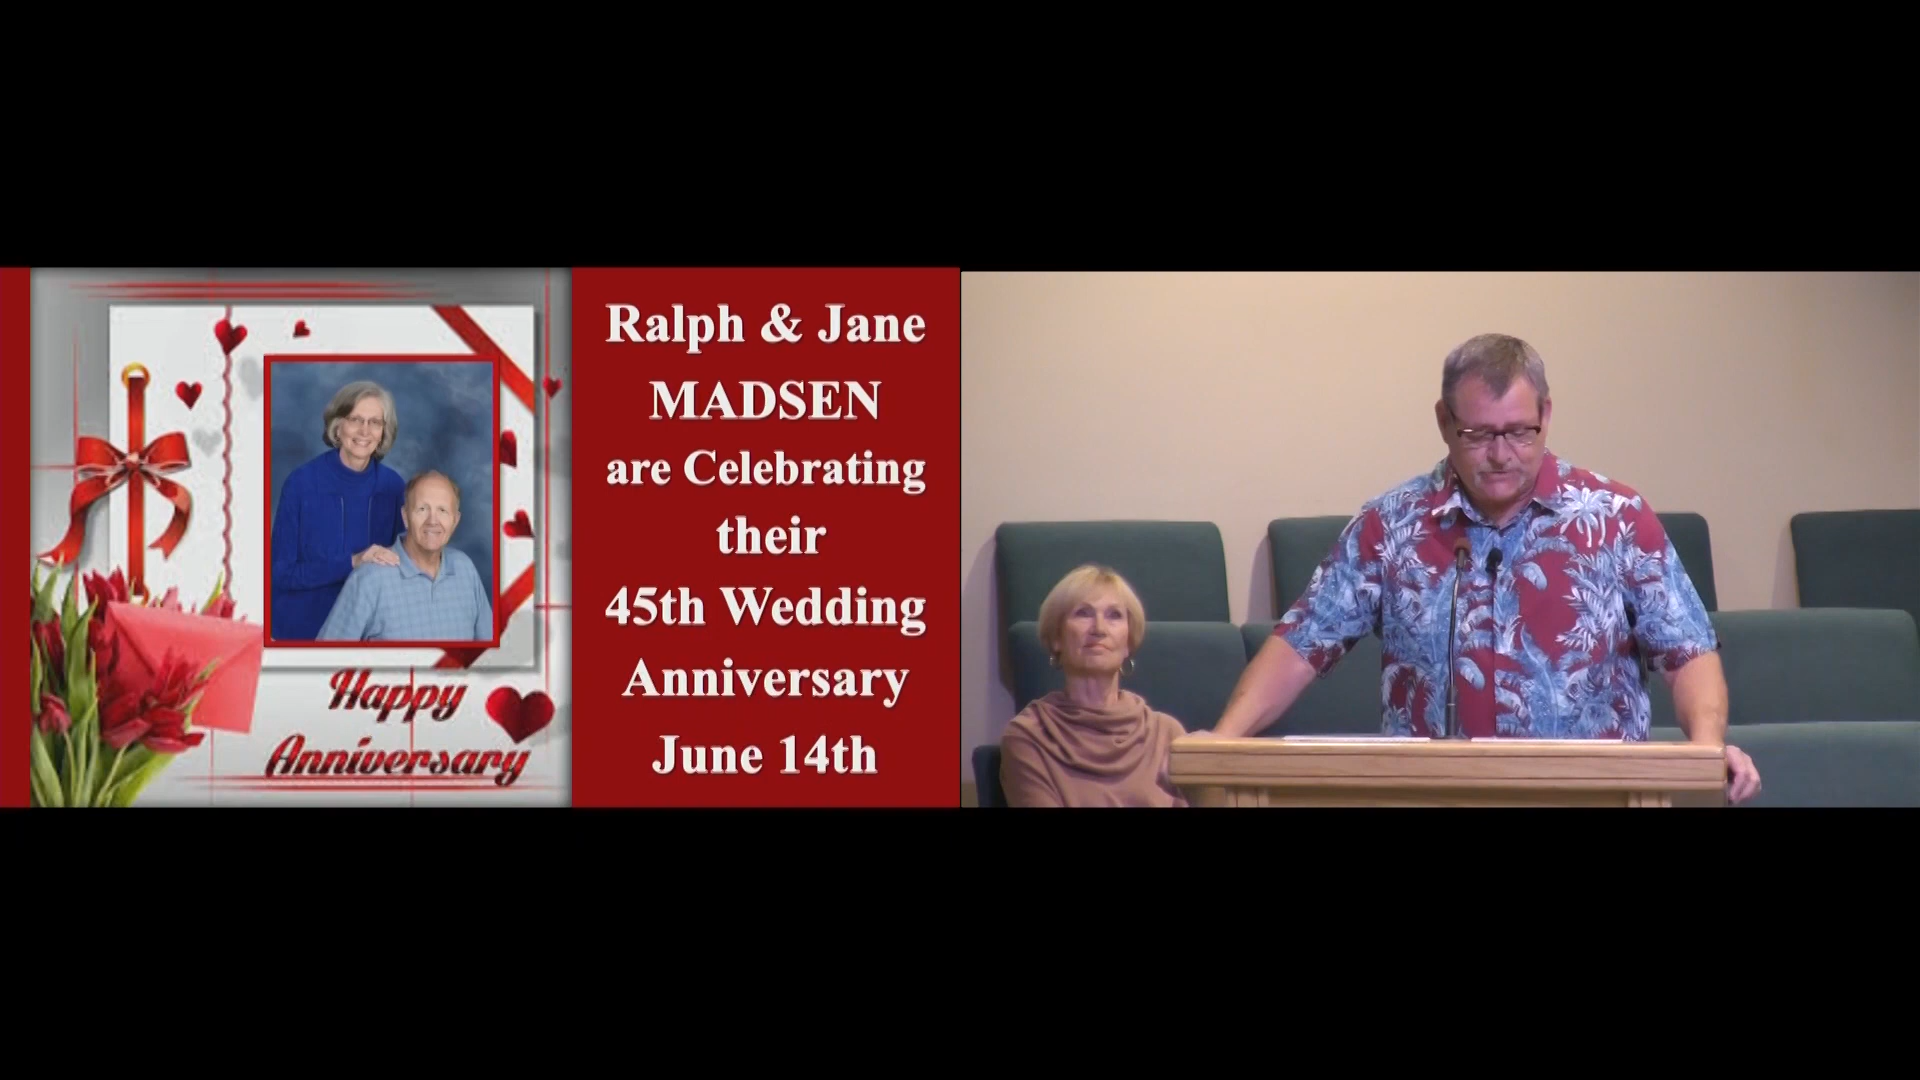 Happy
Anniversary
Ralph & Jane
MADSEN
are Celebrating
their
45th Wedding
Anniversary
June 14th